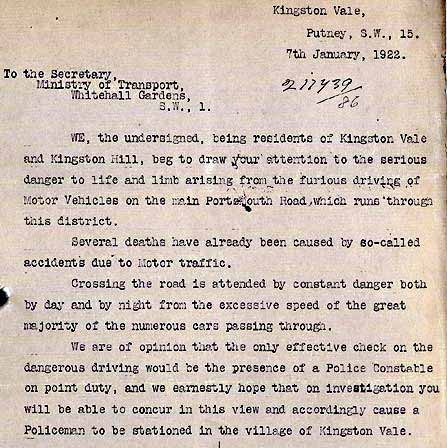 Kingston Vale,
Putney, S.W., 15.
7th January, 1922.
To the Secretary,
Ministry of Transport,
Whitehall Gardens,
S.W., 1.
211439
86
WE, the undersigned, being residents of Kingston Vale
and Kingston Hill, beg to draw your attention to the serious
danger to life and limb arising from the furious driving of
Motor Vehicles on the main Portsmouth Road, which runs through
this district.
Several deaths have already been caused by so-called
accidents due to Motor traffic.
Crossing the road is attended by constant danger both
by day and by night from the excessive speed of the great
majority of the numerous cars passing through.
We are of opinion that the only effective check on the
dangerous driving would be the presence of a Police Constable
on point duty, and we earnestly hope that on investigation you
will be able to concur in this view and accordingly cause a
Policeman to be stationed in the village of Kingston Vale.